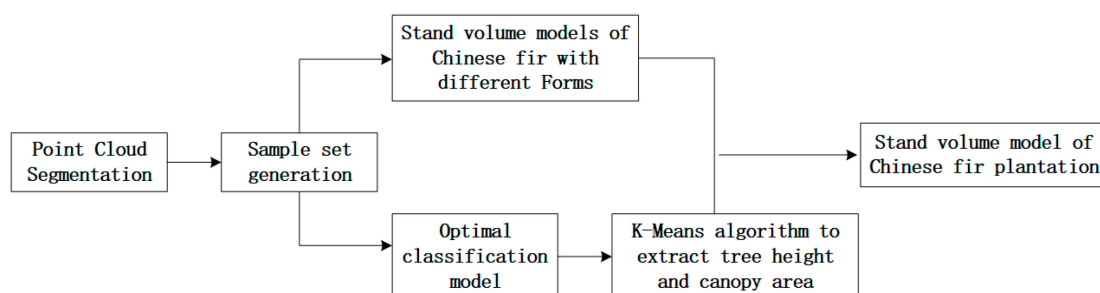 Point Cloud
Segmentation
Sample set
generation
Stand volume models of
Chinese fir with
different Forms
Optimal
classification
model
K-Means algorithm to
extract tree height
and canopy area
Stand volume model of
Chinese fir plantation